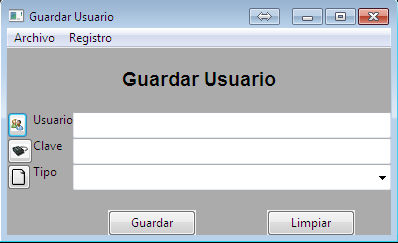 Guardar Usuario
Archivo Registro
Guardar Usuario
Usuario
Clave
Tipo
Guardar Limpiar